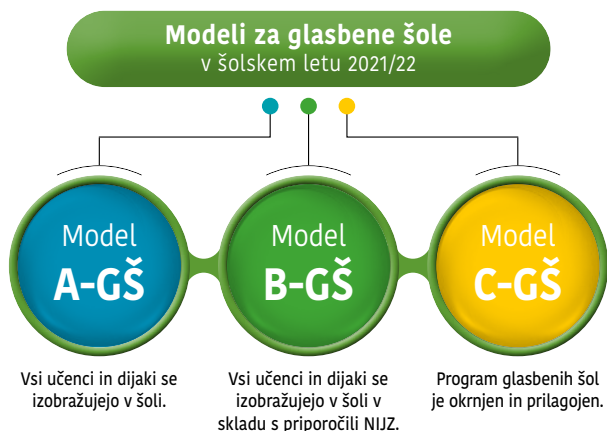 Modeli za glasbene šole
v šolskem letu 2021/22
Model
A-GŠ
Model
B-GŠ
Model
C-GŠ
Vsi učenci in dijaki se
izobražujejo v šoli.
Vsi učenci in dijaki se
izobražujejo v šoli v
skladu s priporočili NIJZ.
Program glasbenih šol
je okrnjen in prilagojen.